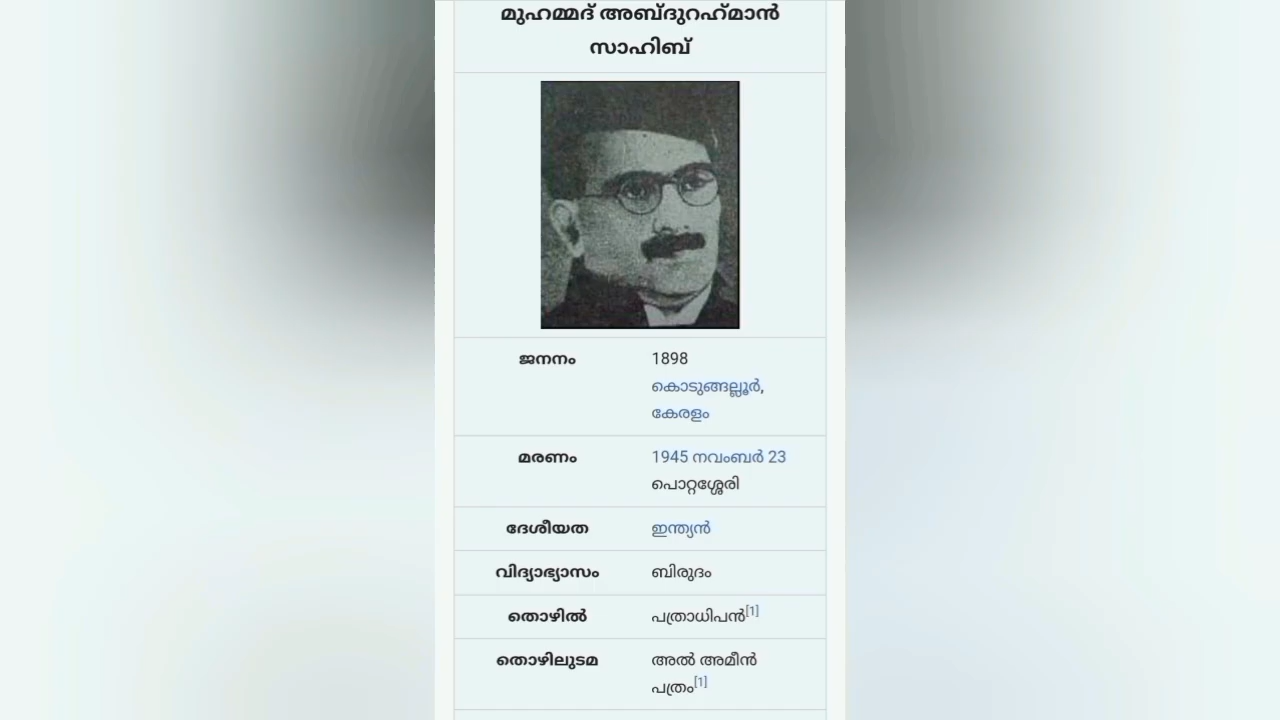 മുഹമ്മദ് അബ്ദുറഹ്‌മാൻ
സാഹിബ്
ജനനം 1898
കൊടുങ്ങല്ലൂർ,
കേരളം
മരണം 1945 നവംബർ 23
പൊറ്റശ്ശേരി
ദേശീയത ഇന്ത്യൻ
വിദ്യാഭ്യാസം ബിരുദം
തൊഴിൽ പത്രാധിപൻ[1]
തൊഴിലുടമ അൽ അമീൻ
പത്രം[1]